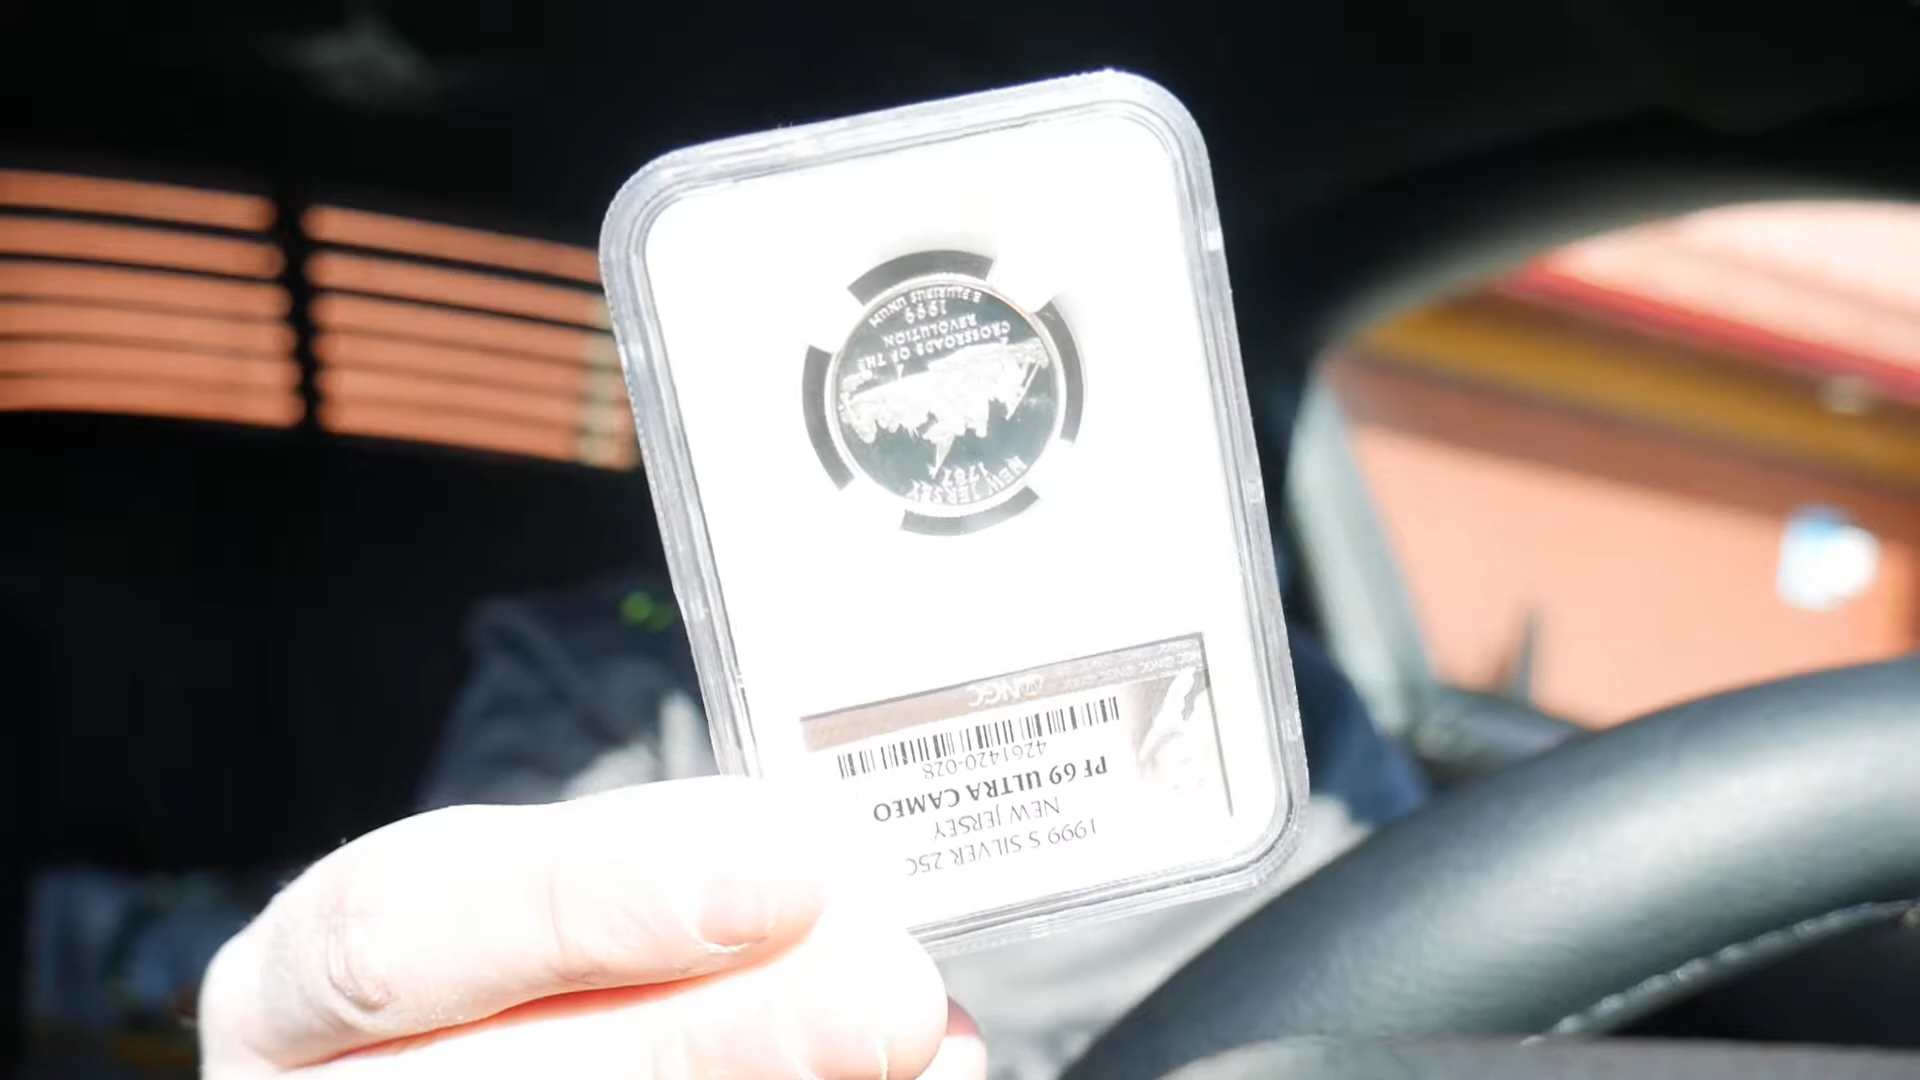 1999 S SILVER 25C
NEW JERSEY
PF 69 ULTRA CAMEO
4261420-028
NGC
NEW JERSEY
1787
CROSSROADS OF THE
REVOLUTION
1999
E PLURIBUS UNUM